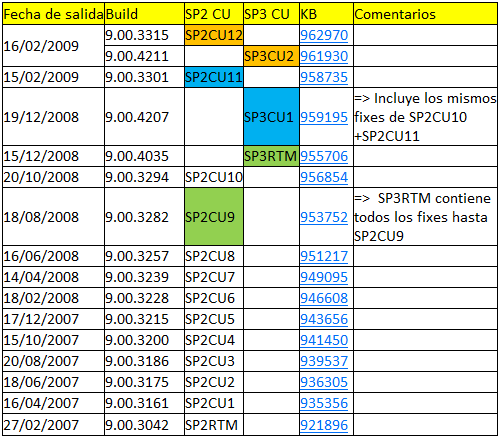 Fecha de salida Build SP2 CU SP3 CU KB Comentarios
16/02/2009 9.00.3315 SP2CU12 962970
9.00.4211 SP3CU2 961930
15/02/2009 9.00.3301 SP2CU11 958735
19/12/2008 9.00.4207 SP3CU1 959195 => Incluye los mismos
fixes de SP2CU10
+SP2CU11
15/12/2008 9.00.4035 SP3RTM 955706
20/10/2008 9.00.3294 SP2CU10 956854
18/08/2008 9.00.3282 SP2CU9 953752 => SP3RTM contiene
todos los fixes hasta
SP2CU9
16/06/2008 9.00.3257 SP2CU8 951217
14/04/2008 9.00.3239 SP2CU7 949095
18/02/2008 9.00.3228 SP2CU6 946608
17/12/2007 9.00.3215 SP2CU5 943656
15/10/2007 9.00.3200 SP2CU4 941450
20/08/2007 9.00.3186 SP2CU3 939537
18/06/2007 9.00.3175 SP2CU2 936305
16/04/2007 9.00.3161 SP2CU1 935356
27/02/2007 9.00.3042 SP2RTM 921896